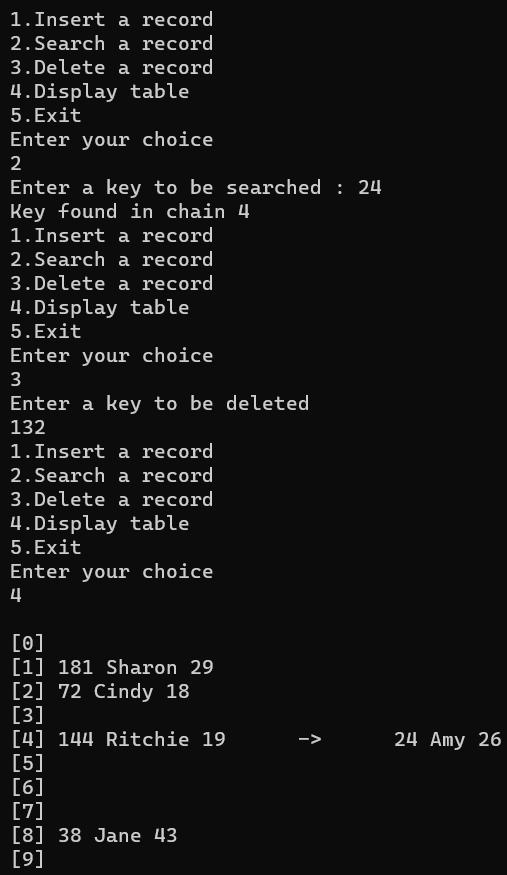 1.Insert a record
2.Search a record
3.Delete a record
4.Display table
5.Exit
Enter your choice
2
Enter a key to be searched : 24
Key found in chain 4
1.Insert a record
2.Search a record
3.Delete a record
4.Display table
5.Exit
Enter your choice
3
Enter a key to be deleted
132
1.Insert a record
2.Search a record
3.Delete a record
4.Display table
5.Exit
Enter your choice
4
[0]
[1] 181 Sharon 29
[2] 72 Cindy 18
[3]
[4] 144 Ritchie 19      ->      24 Amy 26
[5]
[6]
[7]
[8] 38 Jane 43
[9]